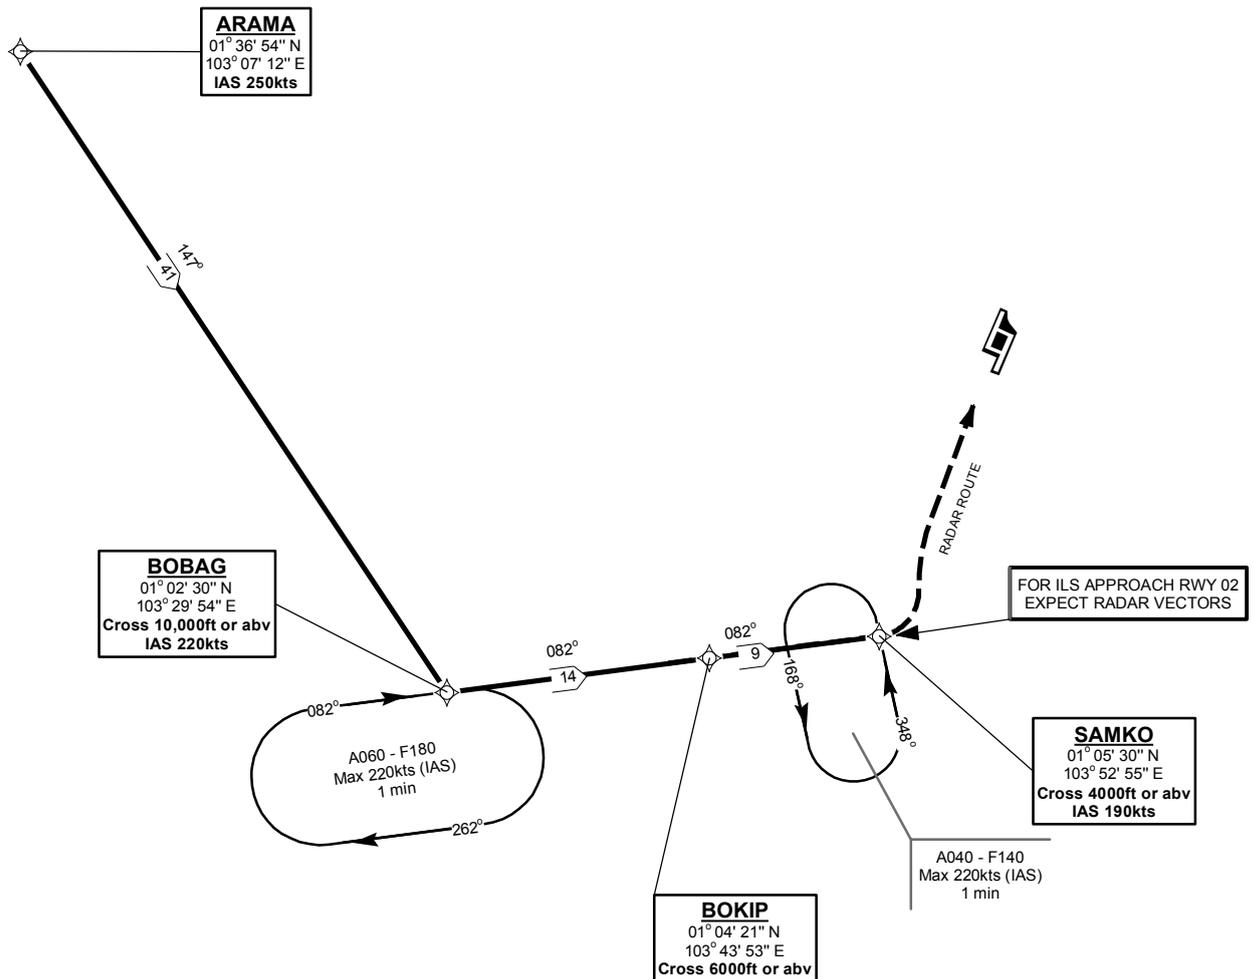 ARAMA
01° 36' 54" N
103° 07' 12" E
IAS 250kts
147°
41
RADAR ROUTE
BOBAG
01° 02' 30" N
103° 29' 54" E
Cross 10,000ft or abv
IAS 220kts
FOR ILS APPROACH RWY 02
EXPECT RADAR VECTORS
082°
14
082°
9
082°
A060 - F180
Max 220kts (IAS)
1 min
262°
168°
348°
SAMKO
01° 05' 30" N
103° 52' 55" E
Cross 4000ft or abv
IAS 190kts
A040 - F140
Max 220kts (IAS)
1 min
BOKIP
01° 04' 21" N
103° 43' 53" E
Cross 6000ft or abv